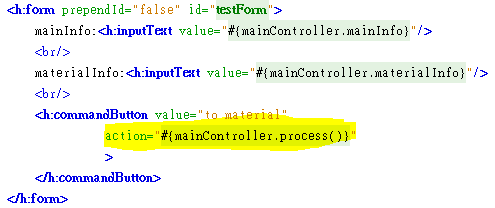 <h:form prependId="false" id="testForm">
mainInfo:<h:inputText value="#{mainController.mainInfo}"/>
<br/>
materialInfo:<h:inputText value="#{mainController.materialInfo}"/>
<br/>
<h:commandButton value="to material"
action="#{mainController.process()}"
>
</h:commandButton>
</h:form>